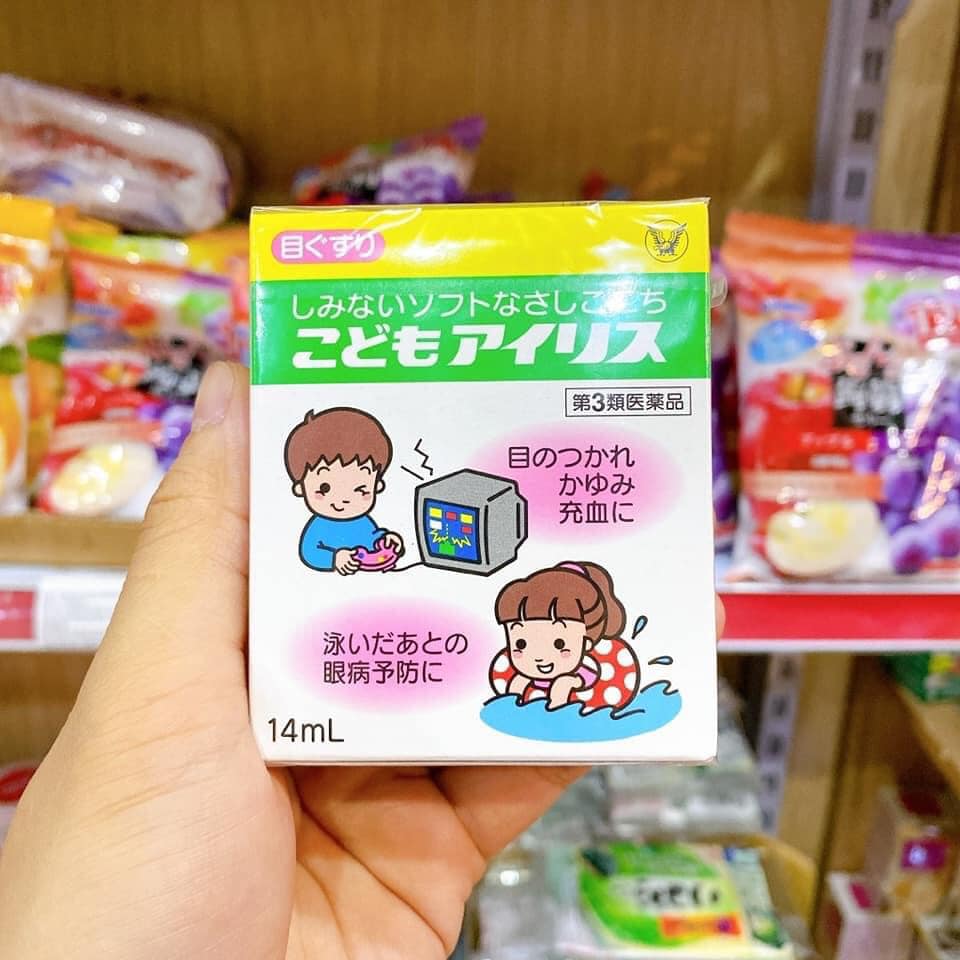 目ぐすり
しみないソフトなさしごこち
こどもアイリス
第3類医薬品
目のつかれ
かゆみ
充血に
泳いだあとの
眼病予防に
14mL